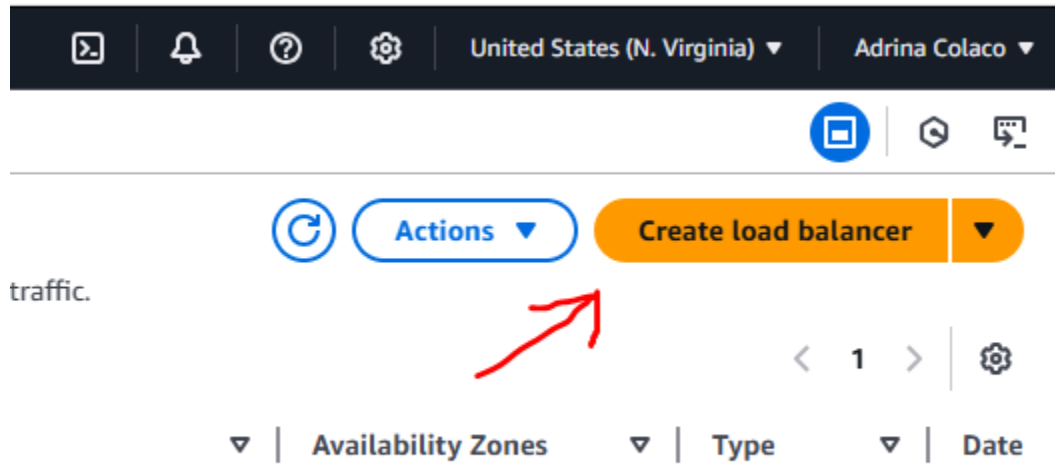 United States (N. Virginia) Adrina Colaco
Actions Create load balancer
traffic.
1
Availability Zones Type Date